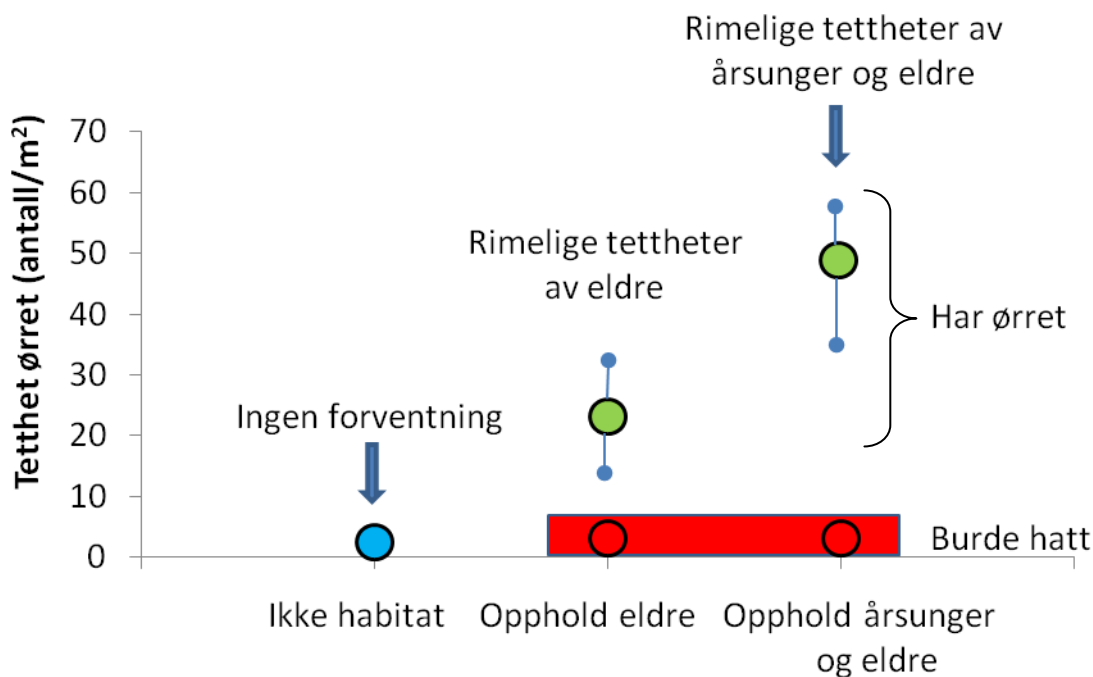 Rimelige tettheter av
årsunger og eldre
Tetthet ørret (antall/m²)
70
60
50
40
30
20
10
0
Rimelige tettheter
av eldre
Har ørret
Ingen forventning
Burde hatt
Ikke habitat
Opphold eldre
Opphold årsunger
og eldre